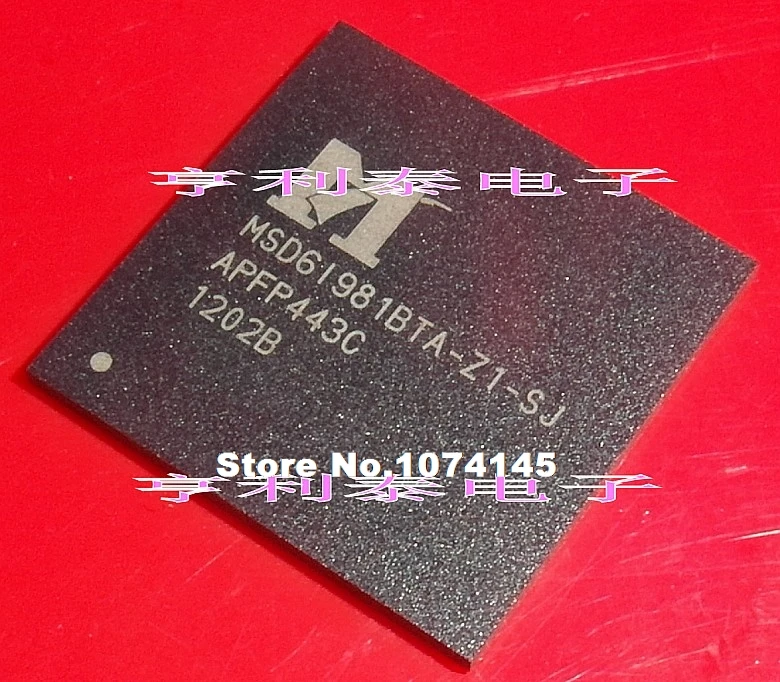 亨利泰电子
MSD6I981BTA-Z1-SJ
APFP443C
1202B
Store No.1074145
亨利泰电子